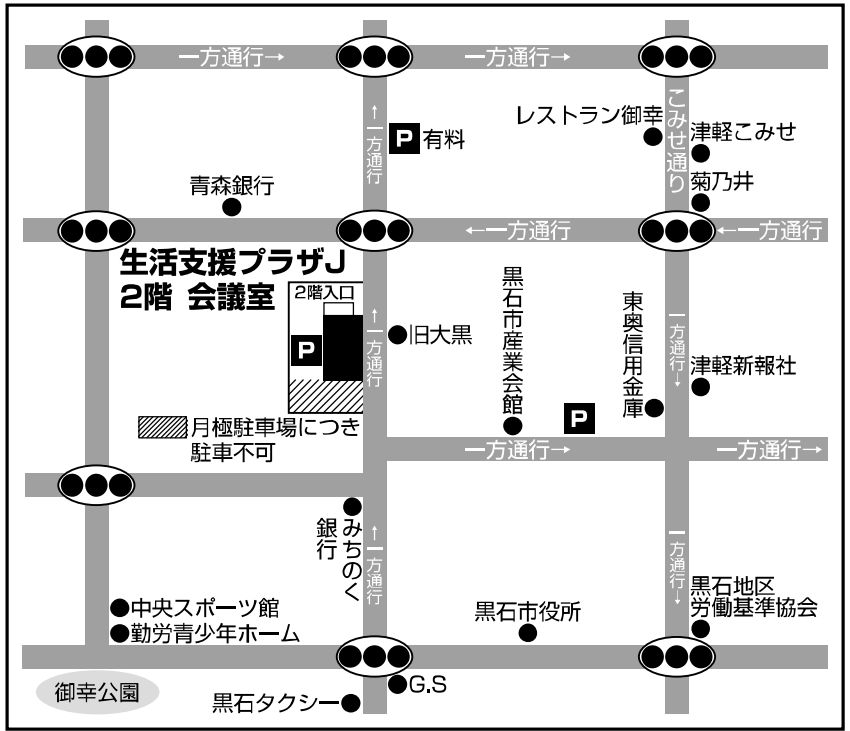 一方通行→
一方通行→
こみせ通り
レストラン御幸
津軽こみせ
↑一方通行
P 有料
菊乃井
青森銀行
←一方通行
←一方通行
生活支援プラザJ
2階 会議室
2階入口
P
↑一方通行
旧大黒
黒石市産業会館
P
東奥信用金庫
一方通行→
津軽新報社
月極駐車場につき
駐車不可
一方通行→
一方通行→
みちのく
銀行
↑一方通行
一方通行→
黒石地区
労働基準協会
中央スポーツ館
勤労青少年ホーム
黒石市役所
御幸公園
黒石タクシー
G.S